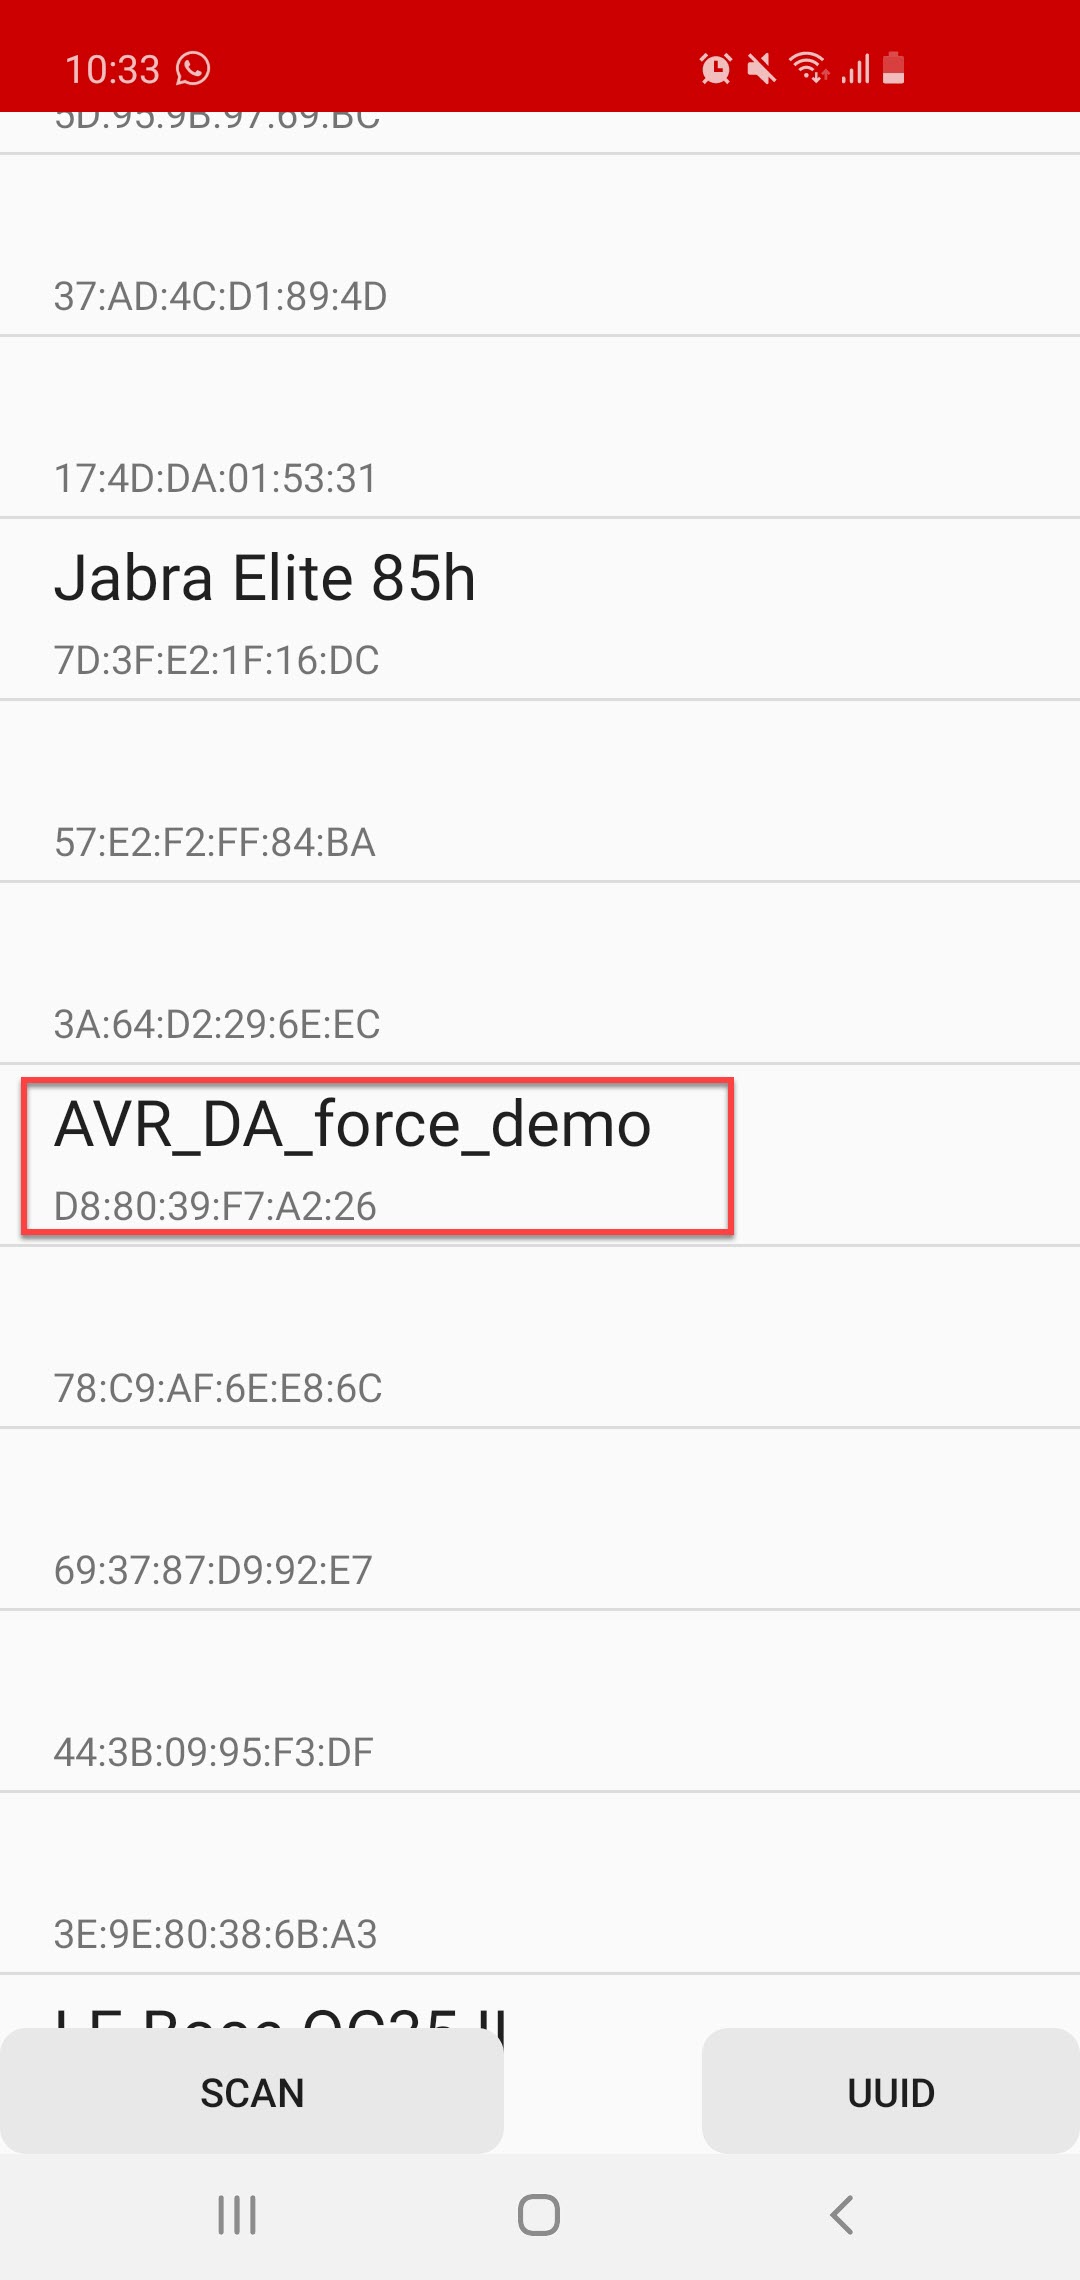 10:33
5D:95:9B:97:69:BC
37:AD:4C:D1:89:4D
17:4D:DA:01:53:31
Jabra Elite 85h
7D:3F:E2:1F:16:DC
57:E2:F2:FF:84:BA
3A:64:D2:29:6E:EC
AVR_DA_force_demo
D8:80:39:F7:A2:26
78:C9:AF:6E:E8:6C
69:37:87:D9:92:E7
44:3B:09:95:F3:DF
3E:9E:80:38:6B:A3
LE-Bose QC35 II
SCAN
UUID